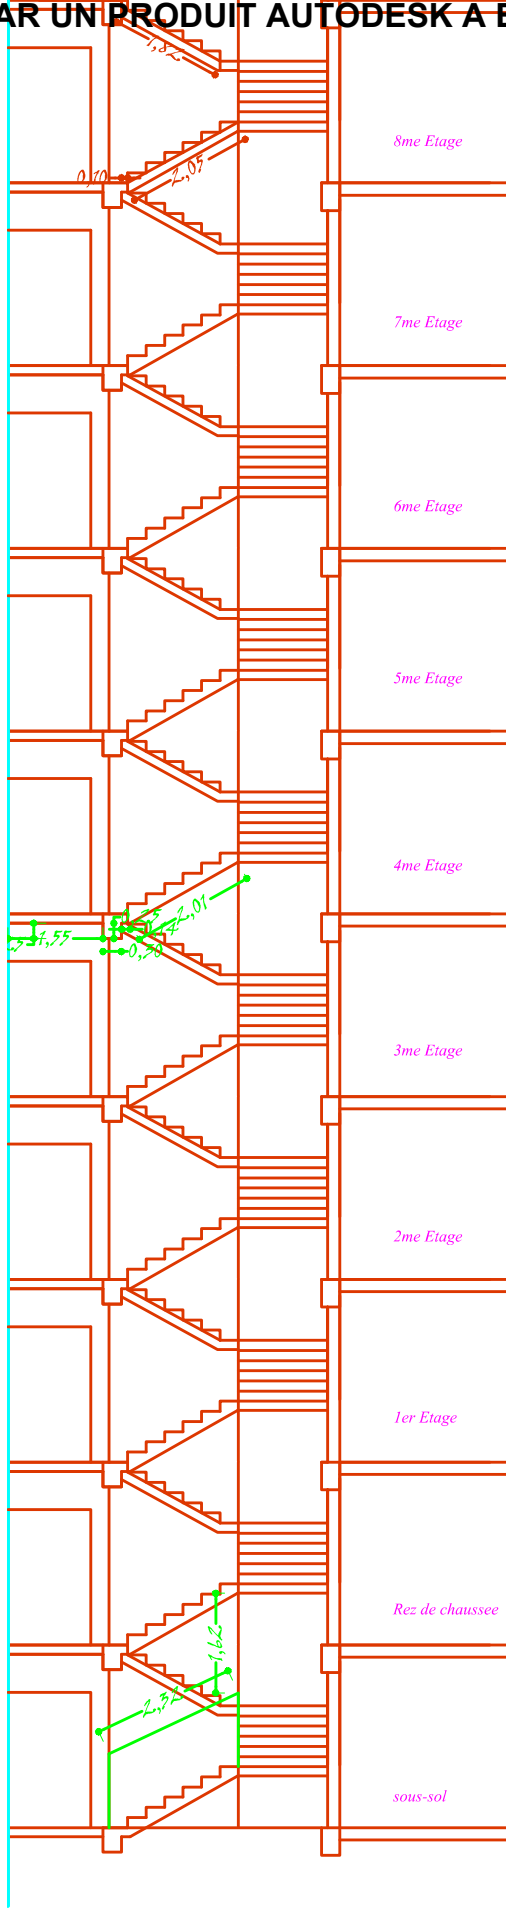 AR UN PRODUIT AUTODESK A
1,82
8me Etage
0,10
2,05
7me Etage
6me Etage
5me Etage
4me Etage
2,01
1,55
0,30
3me Etage
2me Etage
1er Etage
Rez de chaussee
1,62
2,32
sous-sol